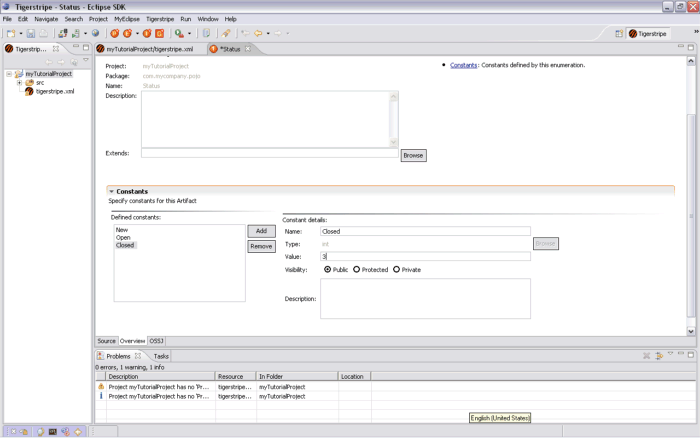 Tigerstripe - Status - Eclipse SDK
File Edit Navigate Search Project MyEclipse Tigerstripe Run Window Help
Tigerstripe
Tigerstrip...
myTutorialProject/tigerstripe.xml
*Status
myTutorialProject
src
tigerstripe.xml
Project: myTutorialProject
Package: com.mycompany.pojo
Name: Status
Description:
Extends:
Browse
Constants: Constants defined by this enumeration.
Constants
Specify constants for this Artifact
Defined constants:
New
Open
Closed
Add
Remove
Constant details:
Name: Closed
Type: int
Browse
Value: 3
Visibility: Public Protected Private
Description:
Source Overview OSSJ
Problems Tasks
0 errors, 1 warning, 1 info
Description Resource In Folder Location
Project myTutorialProject has no 'Pr... tigerstripe... myTutorialProject
Project myTutorialProject has no 'Pr... tigerstripe... myTutorialProject
English (United States)